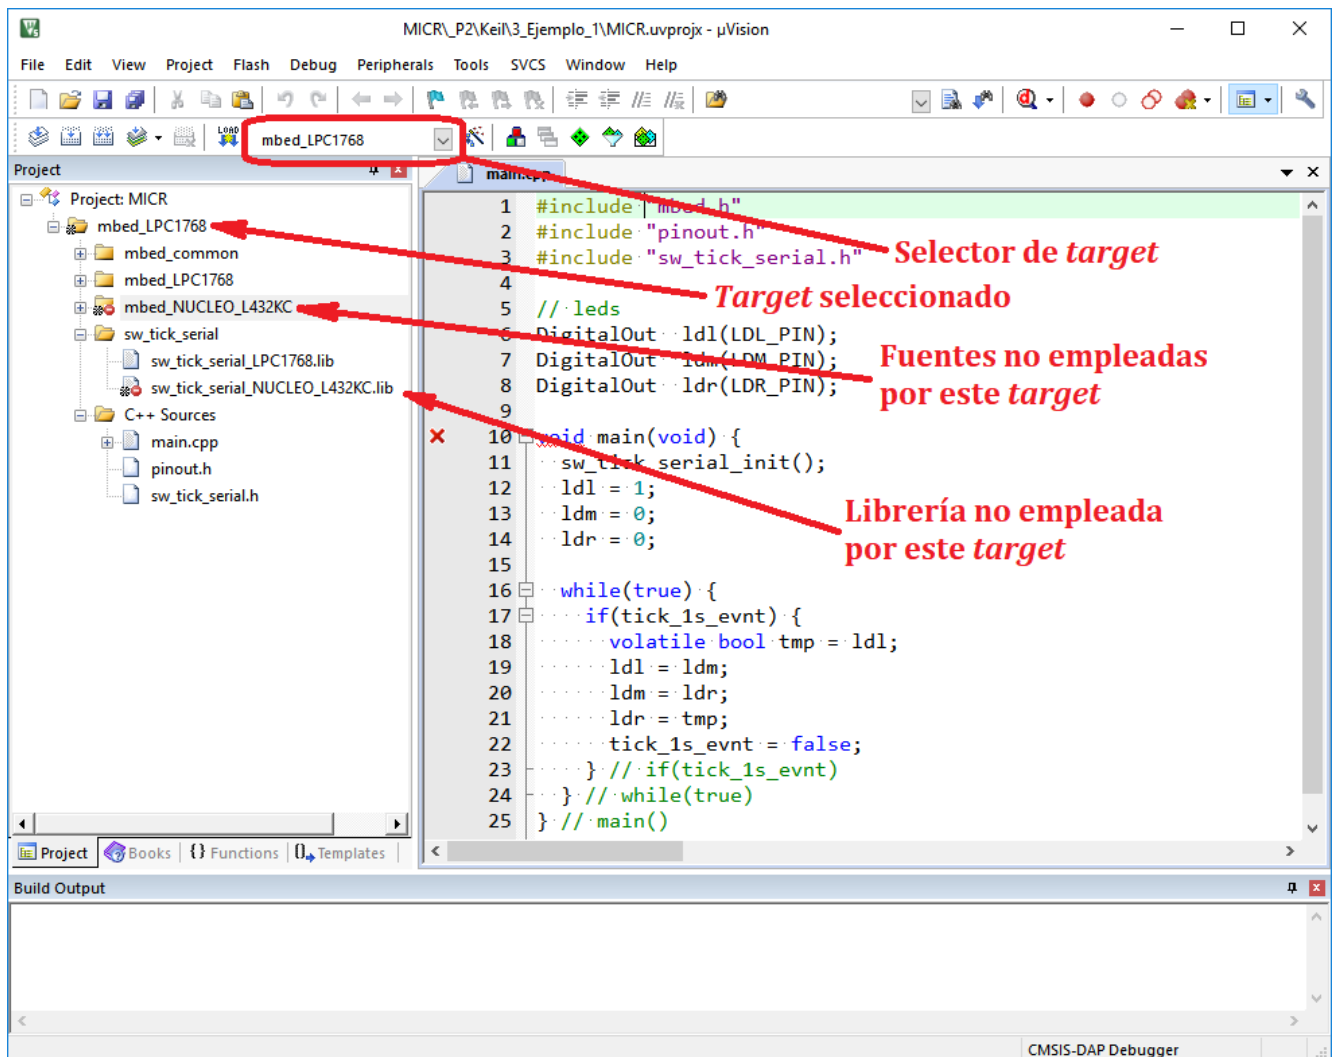 MICR\_P2\Keil\3_Ejemplo_1\MICR.uvprojx - µVision
File Edit View Project Flash Debug Peripherals Tools SVCS Window Help
LOAD mbed_LPC1768
Project
main.cpp
Project: MICR
mbed_LPC1768
mbed_common
mbed_LPC1768
mbed_NUCLEO_L432KC
sw_tick_serial
sw_tick_serial_LPC1768.lib
sw_tick_serial_NUCLEO_L432KC.lib
C++ Sources
main.cpp
pinout.h
sw_tick_serial.h
1 #include "mbed.h"
2 #include "pinout.h"
3 #include "sw_tick_serial.h"
4
5 // leds
6 DigitalOut ldl(LDL_PIN);
7 DigitalOut ldm(LDM_PIN);
8 DigitalOut ldr(LDR_PIN);
9
10 void main(void) {
11 sw_tick_serial_init();
12 ldl = 1;
13 ldm = 0;
14 ldr = 0;
15
16 while(true) {
17 if(tick_1s_evnt) {
18 volatile bool tmp = ldl;
19 ldl = ldm;
20 ldm = ldr;
21 ldr = tmp;
22 tick_1s_evnt = false;
23 } // if(tick_1s_evnt)
24 } // while(true)
25 } // main()
Selector de target
Target seleccionado
Fuentes no empleadas
por este target
Librería no empleada
por este target
Project Books {} Functions 0 Templates
Build Output
CMSIS-DAP Debugger